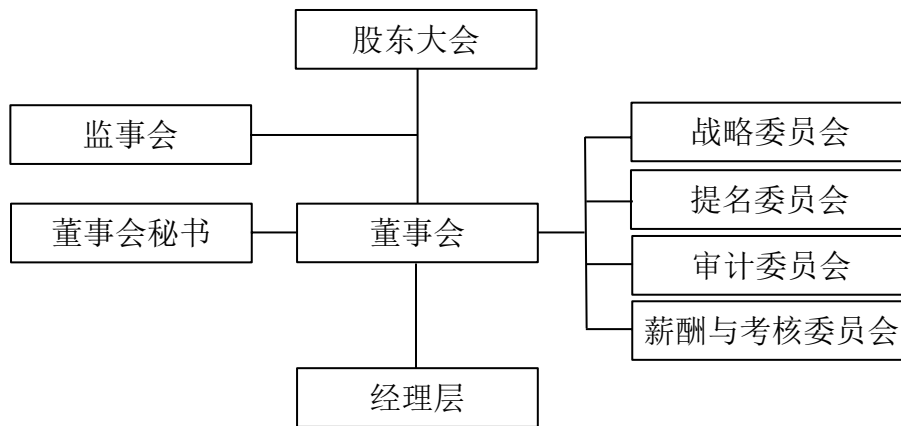 股东大会
监事会
战略委员会
提名委员会
董事会秘书
董事会
审计委员会
薪酬与考核委员会
经理层